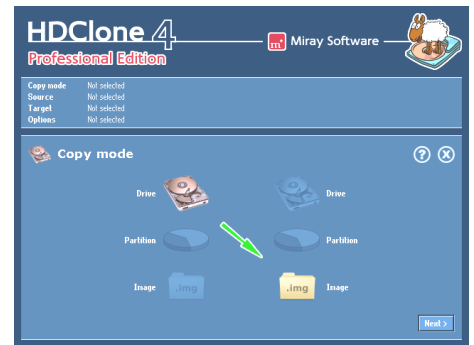 HDClone 4
Professional Edition
m Miray Software
Copy mode Not selected
Source Not selected
Target Not selected
Options Not selected
Copy mode ? X
Drive Drive
Partition Partition
Image .img .img Image
Next >